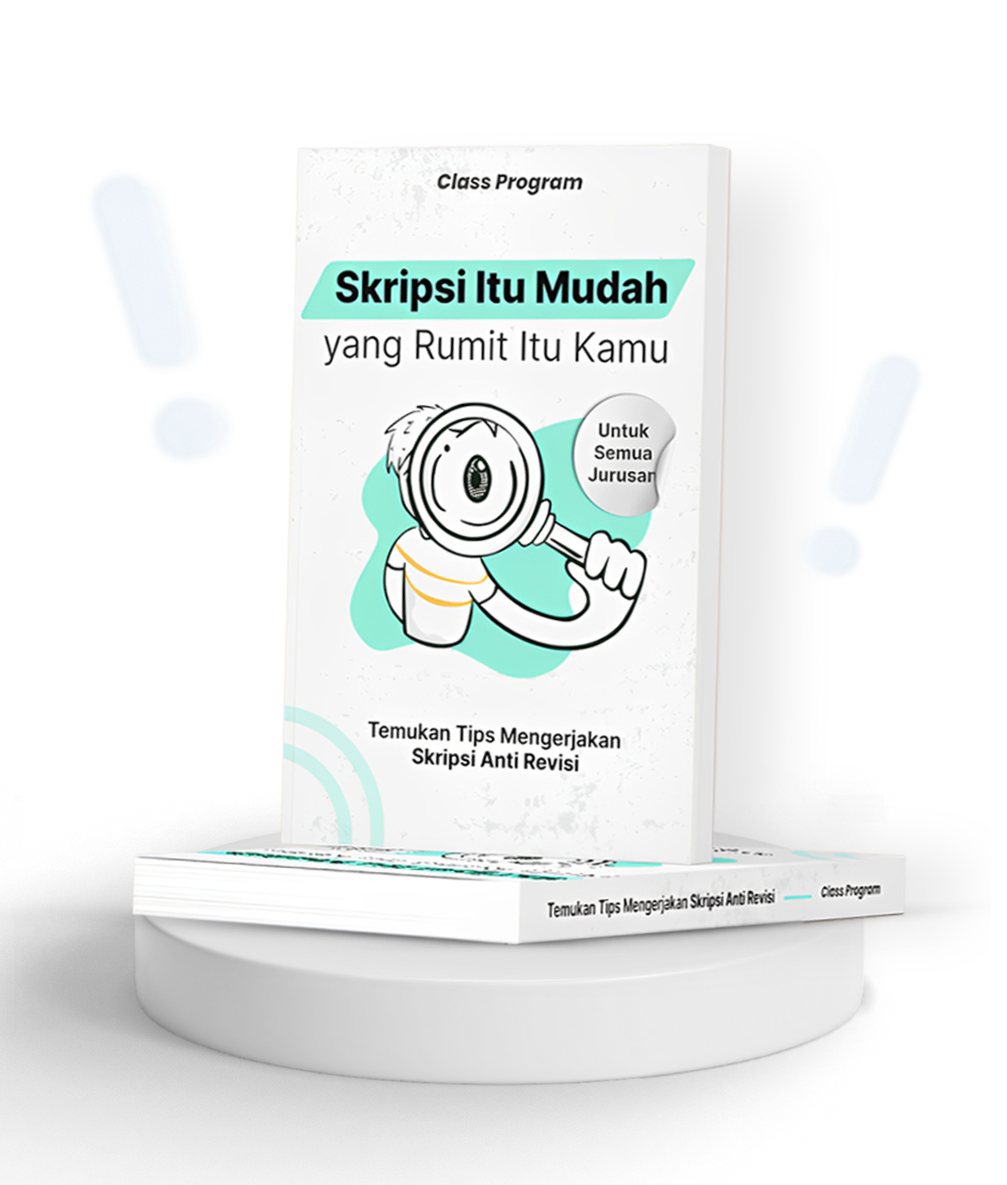 Class Program
Skripsi Itu Mudah
yang Rumit Itu Kamu
Untuk
Semua
Jurusan
Temukan Tips Mengerjakan
Skripsi Anti Revisi
Temukan Tips Mengerjakan Skripsi Anti Revisi
Class Program